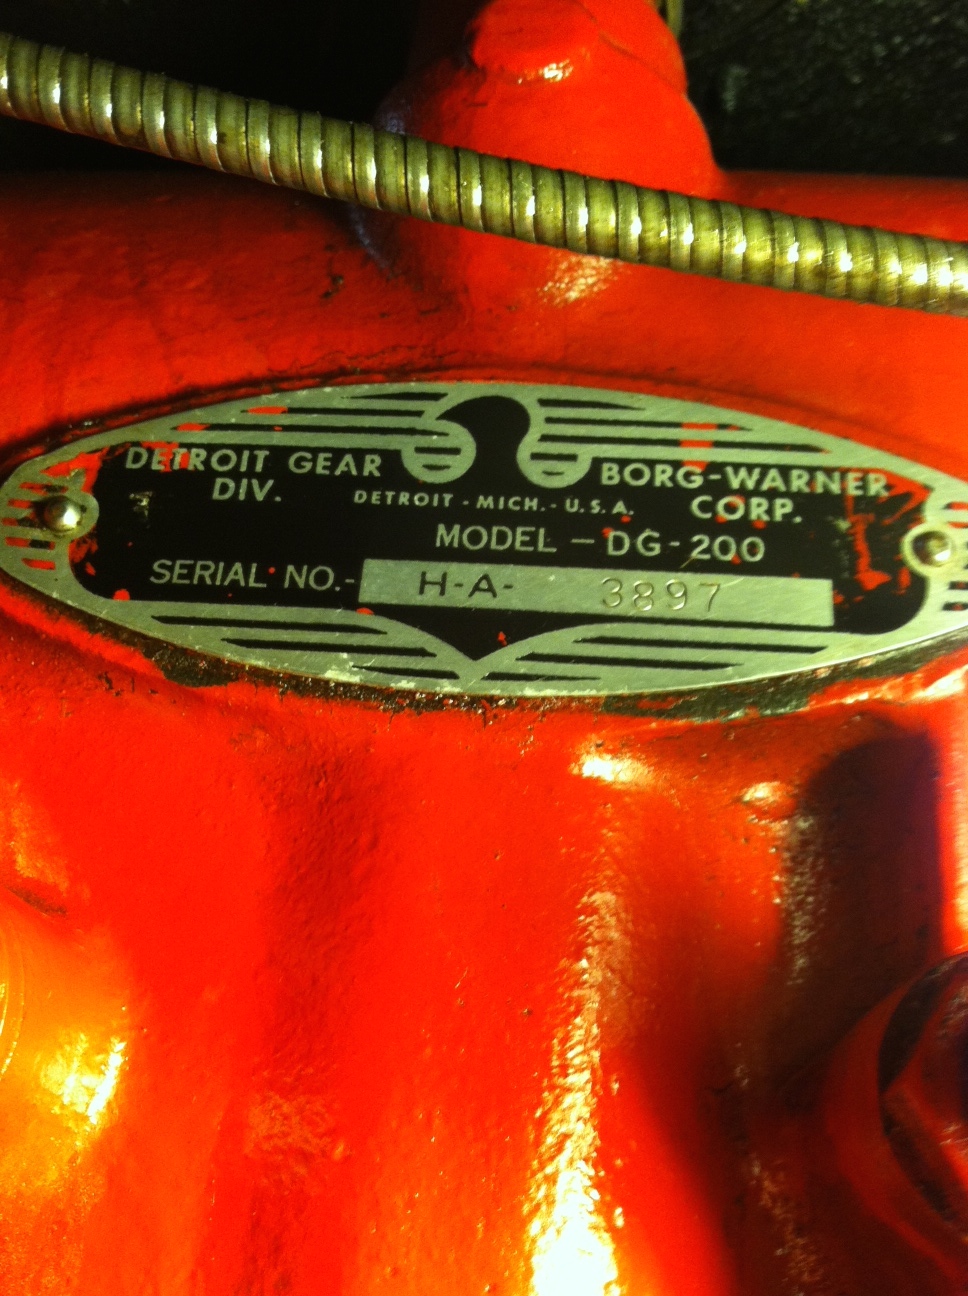 DETROIT GEAR DIV.
BORG-WARNER CORP.
DETROIT - MICH. - U.S.A.
MODEL - DG-200
SERIAL NO.- H-A- 3897